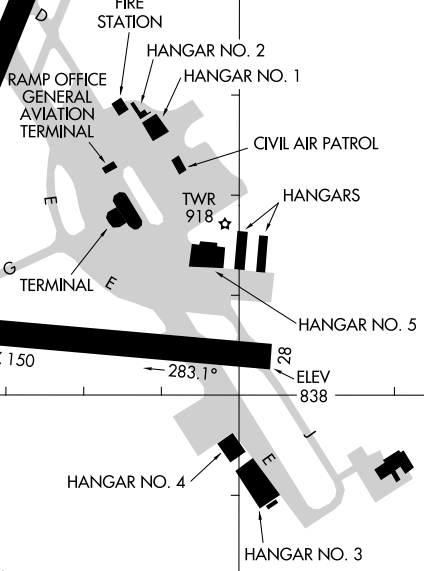 D
FIRE
STATION
HANGAR NO. 2
HANGAR NO. 1
RAMP OFFICE
GENERAL
AVIATION
TERMINAL
CIVIL AIR PATROL
E
TWR
918
HANGARS
G
TERMINAL
E
HANGAR NO. 5
X 150
283.1°
28
ELEV
838
J
E
HANGAR NO. 4
HANGAR NO. 3